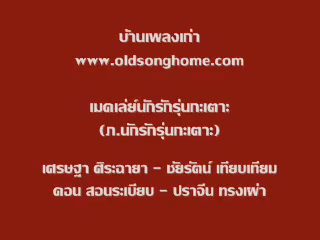 บ้านเพลงเก่า
www.oldsonghome.com
เมดเล่ย์นักรักรุ่นกะเตาะ
(ภ.นักรักรุ่นกะเตาะ)
เศรษฐา ศิระฉายา - ชัยรัตน์ เทียบเทียม
ดอน สอนระเบียบ - ปราจีน ทรงเผ่า